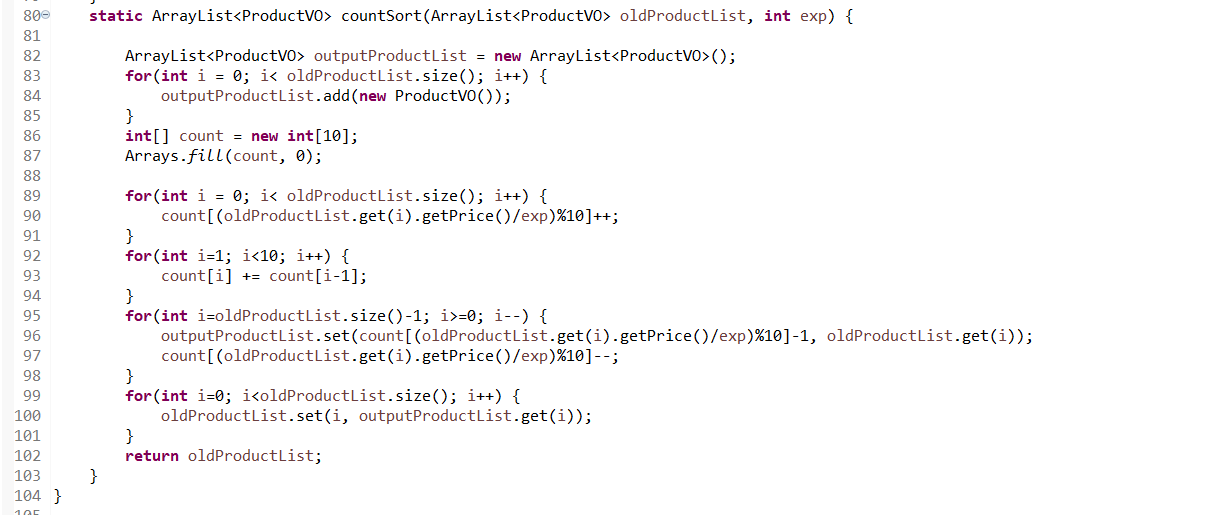 80 static ArrayList<ProductVO> countSort(ArrayList<ProductVO> oldProductList, int exp) {
81
82 ArrayList<ProductVO> outputProductList = new ArrayList<ProductVO>();
83 for(int i = 0; i< oldProductList.size(); i++) {
84 outputProductList.add(new ProductVO());
85 }
86 int[] count = new int[10];
87 Arrays.fill(count, 0);
88
89 for(int i = 0; i< oldProductList.size(); i++) {
90 count[(oldProductList.get(i).getPrice()/exp)%10]++;
91 }
92 for(int i=1; i<10; i++) {
93 count[i] += count[i-1];
94 }
95 for(int i=oldProductList.size()-1; i>=0; i--) {
96 outputProductList.set(count[(oldProductList.get(i).getPrice()/exp)%10]-1, oldProductList.get(i));
97 count[(oldProductList.get(i).getPrice()/exp)%10]--;
98 }
99 for(int i=0; i<oldProductList.size(); i++) {
100 oldProductList.set(i, outputProductList.get(i));
101 }
102 return oldProductList;
103 }
104 }